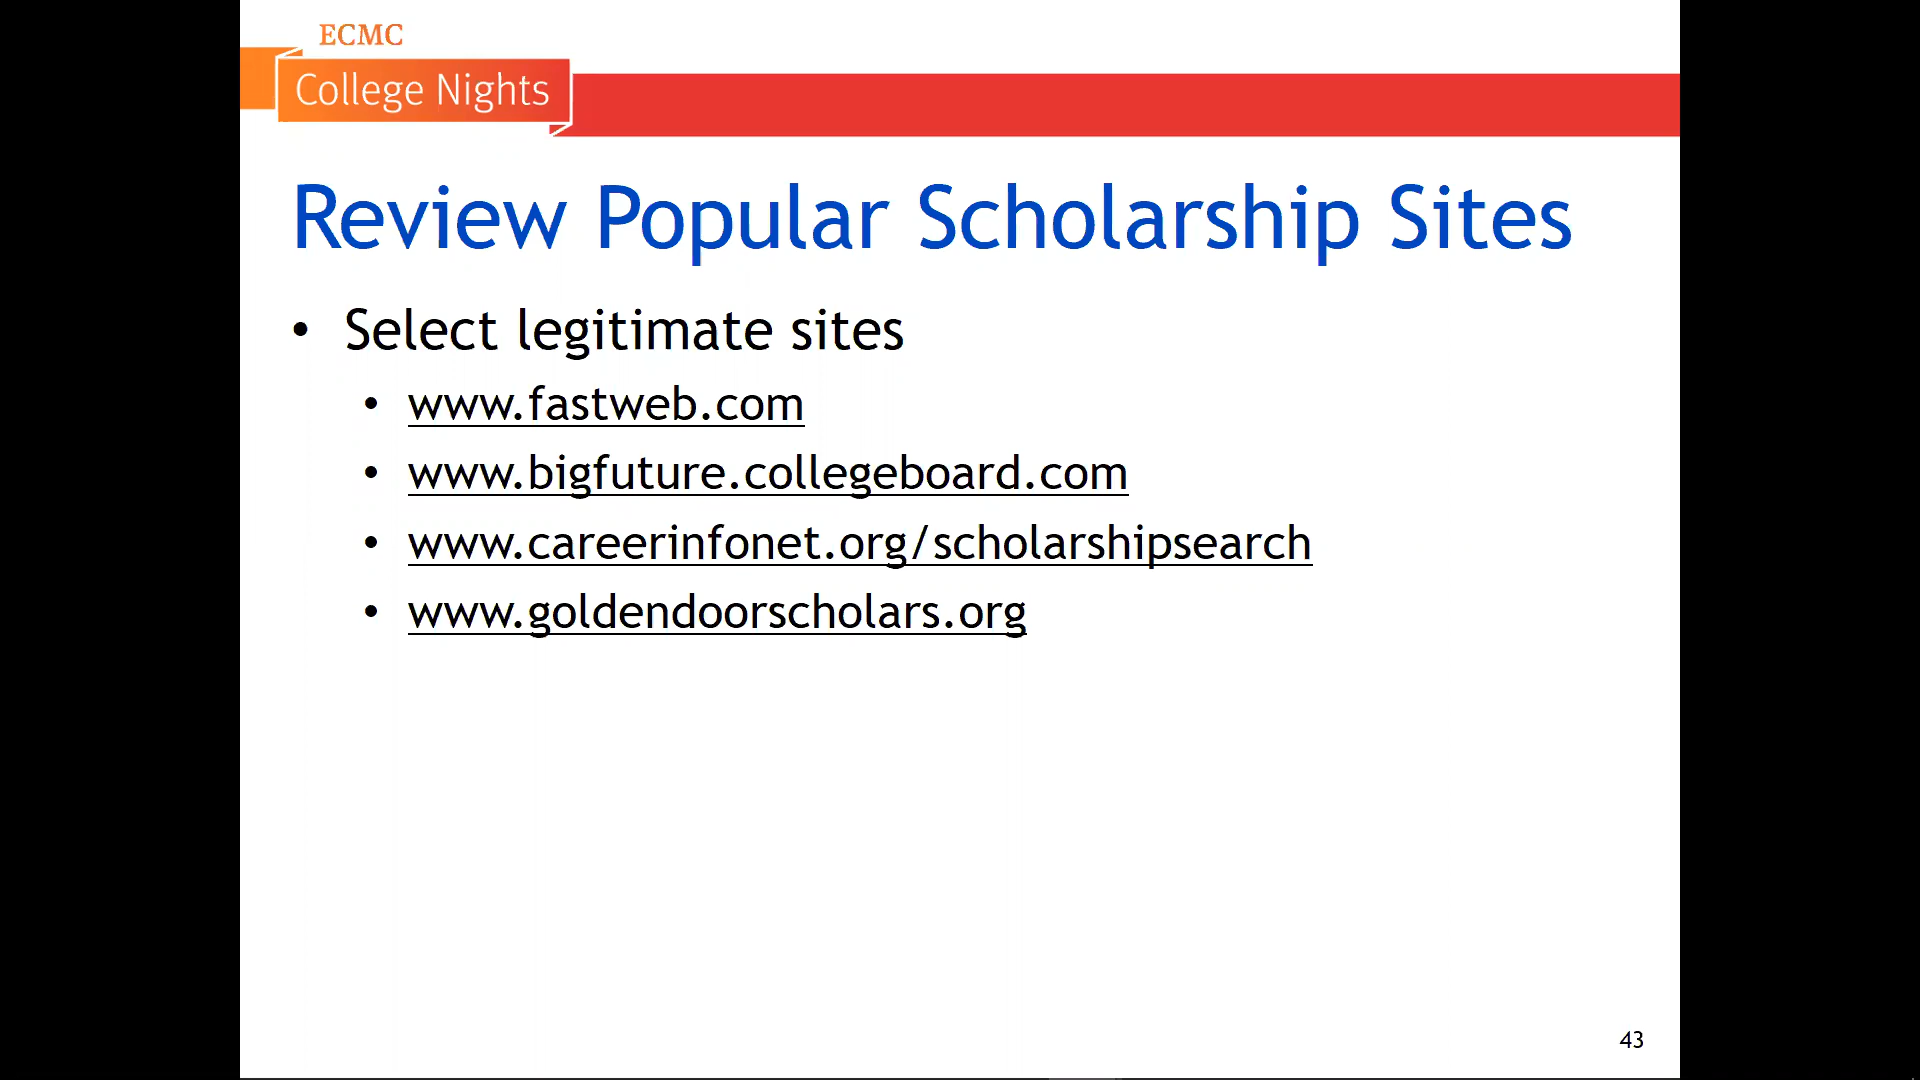 ECMC
College Nights
Review Popular Scholarship Sites
• Select legitimate sites
• www.fastweb.com
• www.bigfuture.collegeboard.com
• www.careerinfonet.org/scholarshipsearch
• www.goldendoorscholars.org
43